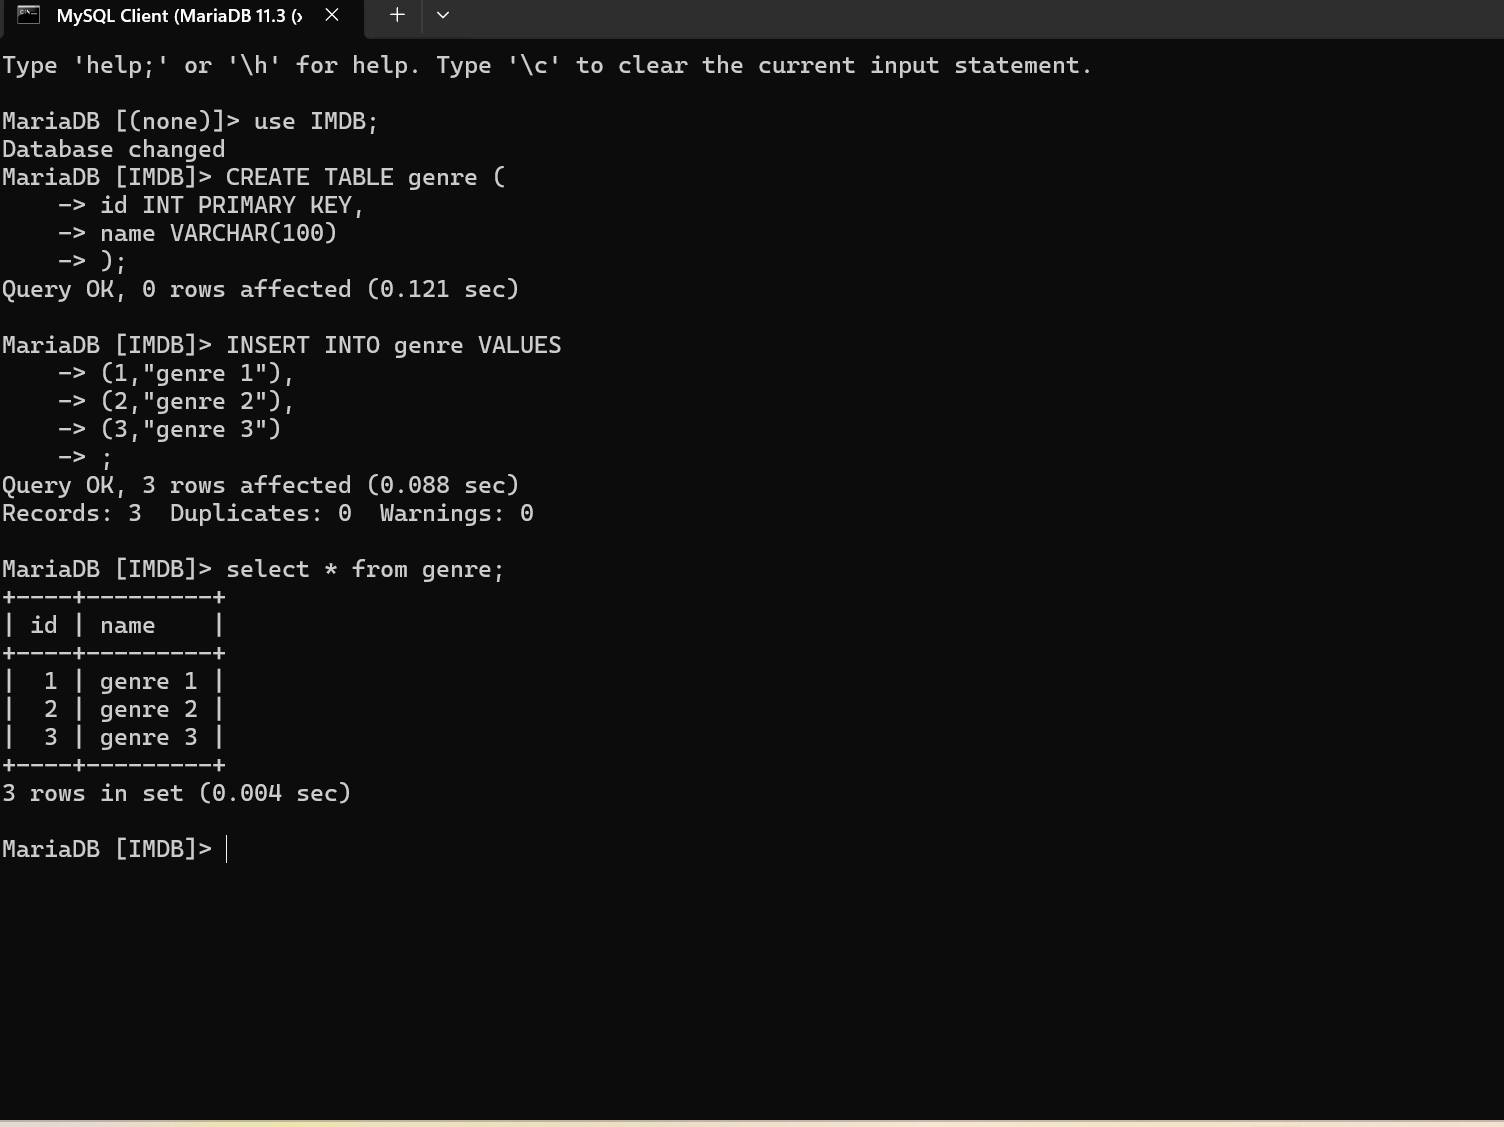 MySQL Client (MariaDB 11.3 (x
Type 'help;' or '\h' for help. Type '\c' to clear the current input statement.
MariaDB [(none)]> use IMDB;
Database changed
MariaDB [IMDB]> CREATE TABLE genre (
    -> id INT PRIMARY KEY,
    -> name VARCHAR(100)
    -> );
Query OK, 0 rows affected (0.121 sec)
MariaDB [IMDB]> INSERT INTO genre VALUES
    -> (1,"genre 1"),
    -> (2,"genre 2"),
    -> (3,"genre 3")
    -> ;
Query OK, 3 rows affected (0.088 sec)
Records: 3  Duplicates: 0  Warnings: 0
MariaDB [IMDB]> select * from genre;
+----+---------+
| id | name    |
+----+---------+
|  1 | genre 1 |
|  2 | genre 2 |
|  3 | genre 3 |
+----+---------+
3 rows in set (0.004 sec)
MariaDB [IMDB]>